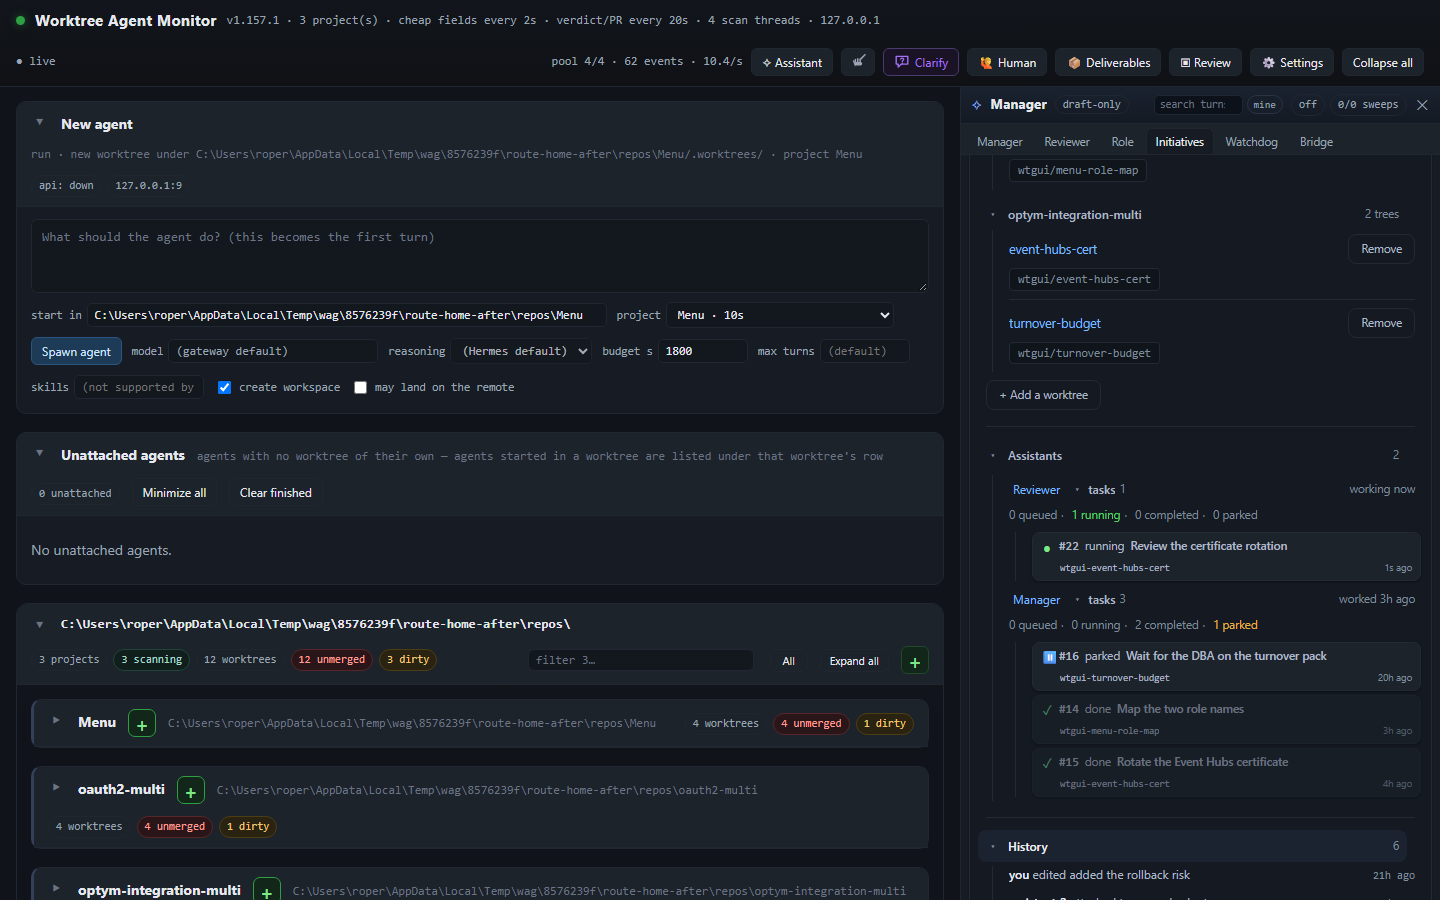 Worktree Agent Monitor v1.157.1 · 3 project(s) · cheap fields every 2s · verdict/PR every 20s · 4 scan threads · 127.0.0.1
live pool 4/4 · 62 events · 10.4/s Assistant Clarify Human Deliverables Review Settings Collapse all
New agent
run · new worktree under C:\Users\roper\AppData\Local\Temp\wag\8576239f\route-home-after\repos\Menu/.worktrees/ · project Menu
api: down 127.0.0.1:9
What should the agent do? (this becomes the first turn)
start in C:\Users\roper\AppData\Local\Temp\wag\8576239f\route-home-after\repos\Menu project Menu · 10s
Spawn agent model (gateway default) reasoning (Hermes default) budget s 1800 max turns (default)
skills (not supported by create workspace may land on the remote
Unattached agents agents with no worktree of their own — agents started in a worktree are listed under that worktree's row
0 unattached Minimize all Clear finished
No unattached agents.
C:\Users\roper\AppData\Local\Temp\wag\8576239f\route-home-after\repos\
3 projects 3 scanning 12 worktrees 12 unmerged 3 dirty filter 3… All Expand all +
Menu + C:\Users\roper\AppData\Local\Temp\wag\8576239f\route-home-after\repos\Menu 4 worktrees 4 unmerged 1 dirty
oauth2-multi + C:\Users\roper\AppData\Local\Temp\wag\8576239f\route-home-after\repos\oauth2-multi
4 worktrees 4 unmerged 1 dirty
optym-integration-multi + C:\Users\roper\AppData\Local\Temp\wag\8576239f\route-home-after\repos\optym-integration-multi
Manager draft-only search turn: mine off 0/0 sweeps
Manager Reviewer Role Initiatives Watchdog Bridge
wtgui/menu-role-map
optym-integration-multi 2 trees
event-hubs-cert Remove
wtgui/event-hubs-cert
turnover-budget Remove
wtgui/turnover-budget
+ Add a worktree
Assistants 2
Reviewer · tasks 1 working now
0 queued · 1 running · 0 completed · 0 parked
#22 running Review the certificate rotation
wtgui-event-hubs-cert 1s ago
Manager · tasks 3 worked 3h ago
0 queued · 0 running · 2 completed · 1 parked
#16 parked Wait for the DBA on the turnover pack
wtgui-turnover-budget 20h ago
#14 done Map the two role names
wtgui-menu-role-map 3h ago
#15 done Rotate the Event Hubs certificate
wtgui-event-hubs-cert 4h ago
History 6
you edited added the rollback risk 21h ago